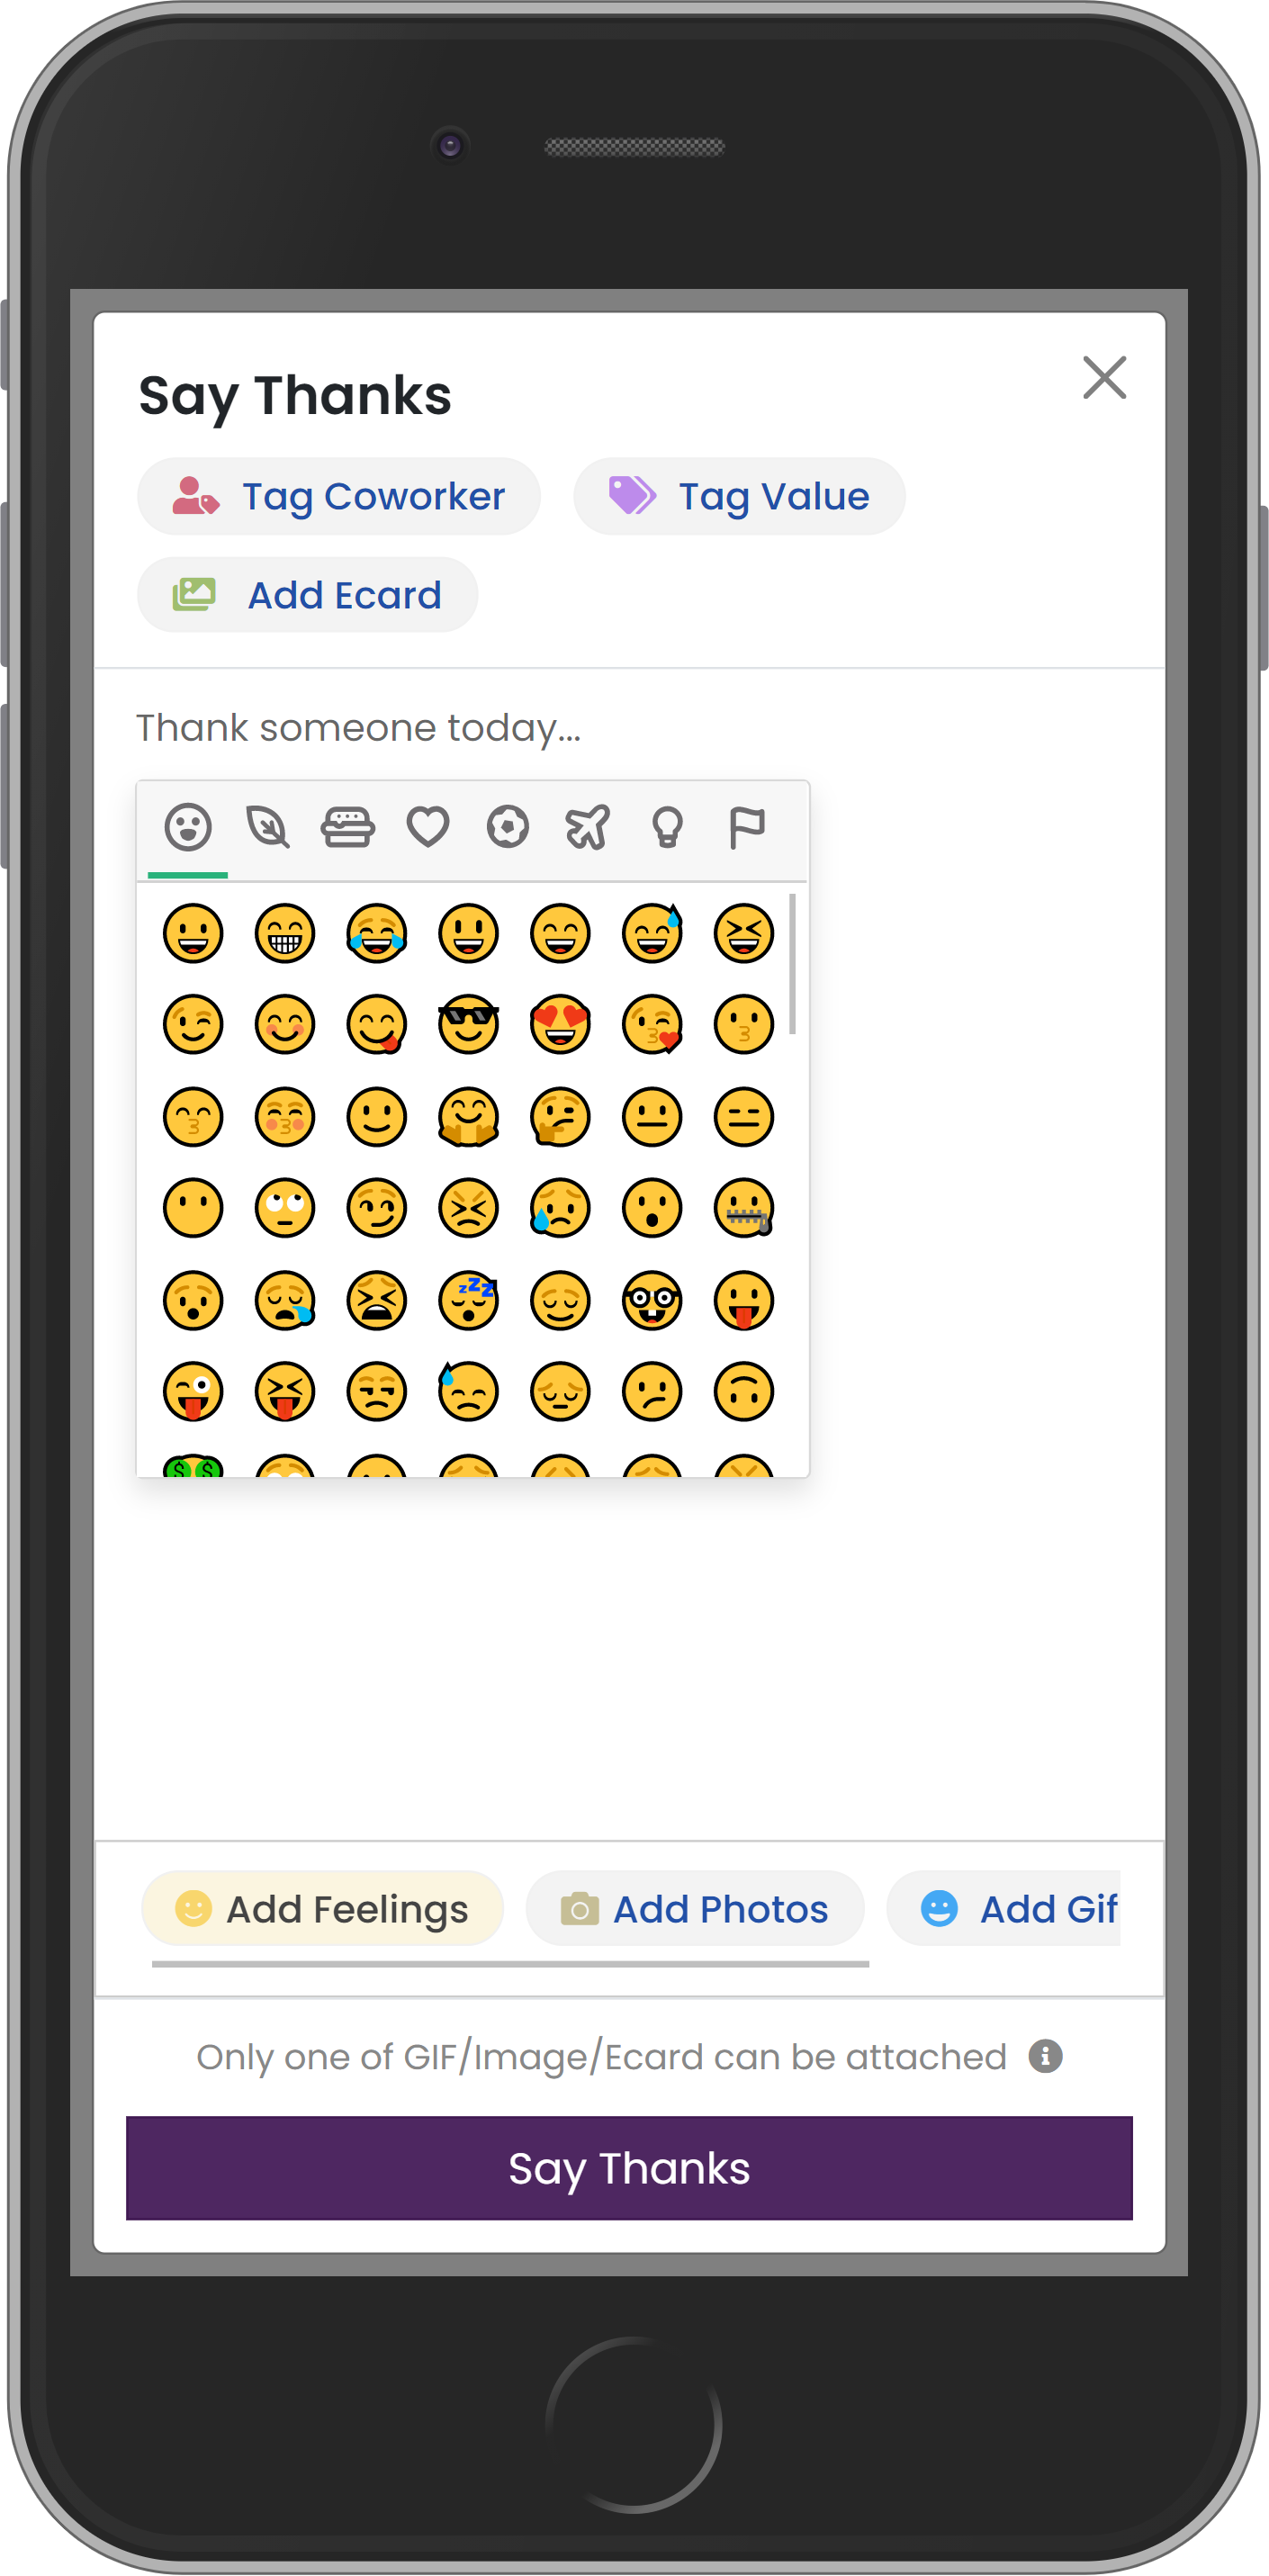 Say Thanks
Tag Coworker Tag Value
Add Ecard
Thank someone today...
Add Feelings Add Photos Add Gif
Only one of GIF/Image/Ecard can be attached
Say Thanks